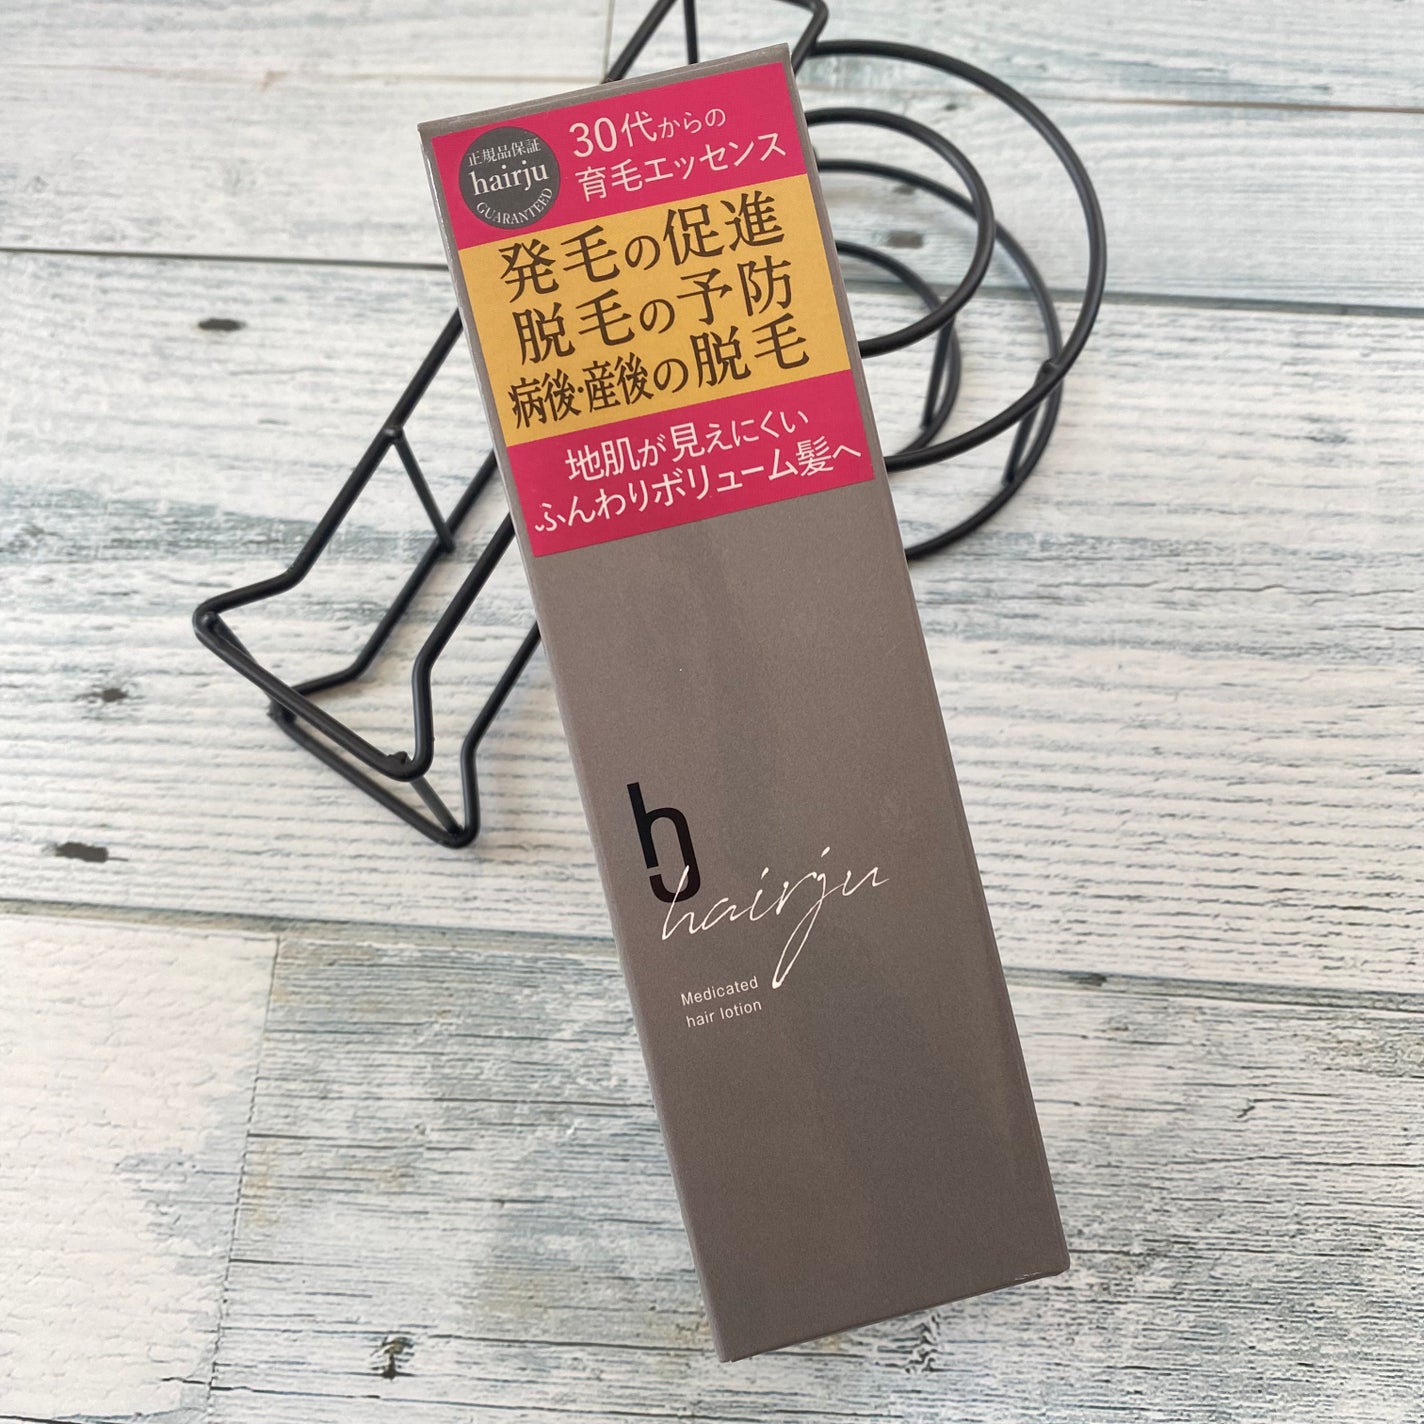 正規品保証
hairju
GUARANTEED
30代からの
育毛エッセンス
発毛の促進
脱毛の予防
病後・産後の脱毛
地肌が見えにくい
ふんわりボリューム髪へ
hj
hairju
Medicated
hair lotion